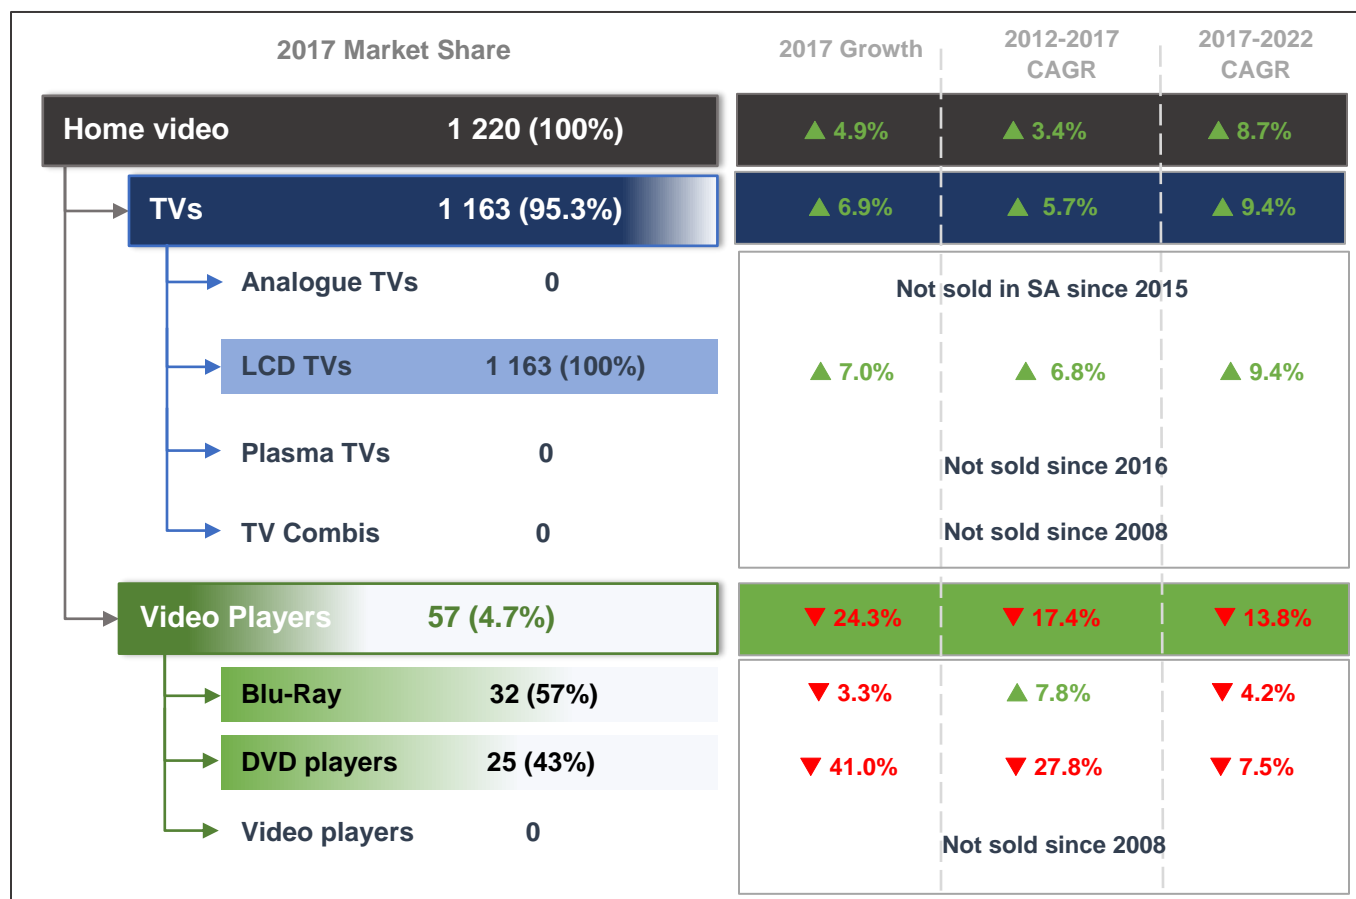 2017 Market Share
2017 Growth
2012-2017
CAGR
2017-2022
CAGR
Home video 1 220 (100%) ▲ 4.9% ▲ 3.4% ▲ 8.7%
TVs 1 163 (95.3%) ▲ 6.9% ▲ 5.7% ▲ 9.4%
Analogue TVs 0 Not sold in SA since 2015
LCD TVs 1 163 (100%) ▲ 7.0% ▲ 6.8% ▲ 9.4%
Plasma TVs 0 Not sold since 2016
TV Combis 0 Not sold since 2008
Video Players 57 (4.7%) ▼ 24.3% ▼ 17.4% ▼ 13.8%
Blu-Ray 32 (57%) ▼ 3.3% ▲ 7.8% ▼ 4.2%
DVD players 25 (43%) ▼ 41.0% ▼ 27.8% ▼ 7.5%
Video players 0 Not sold since 2008